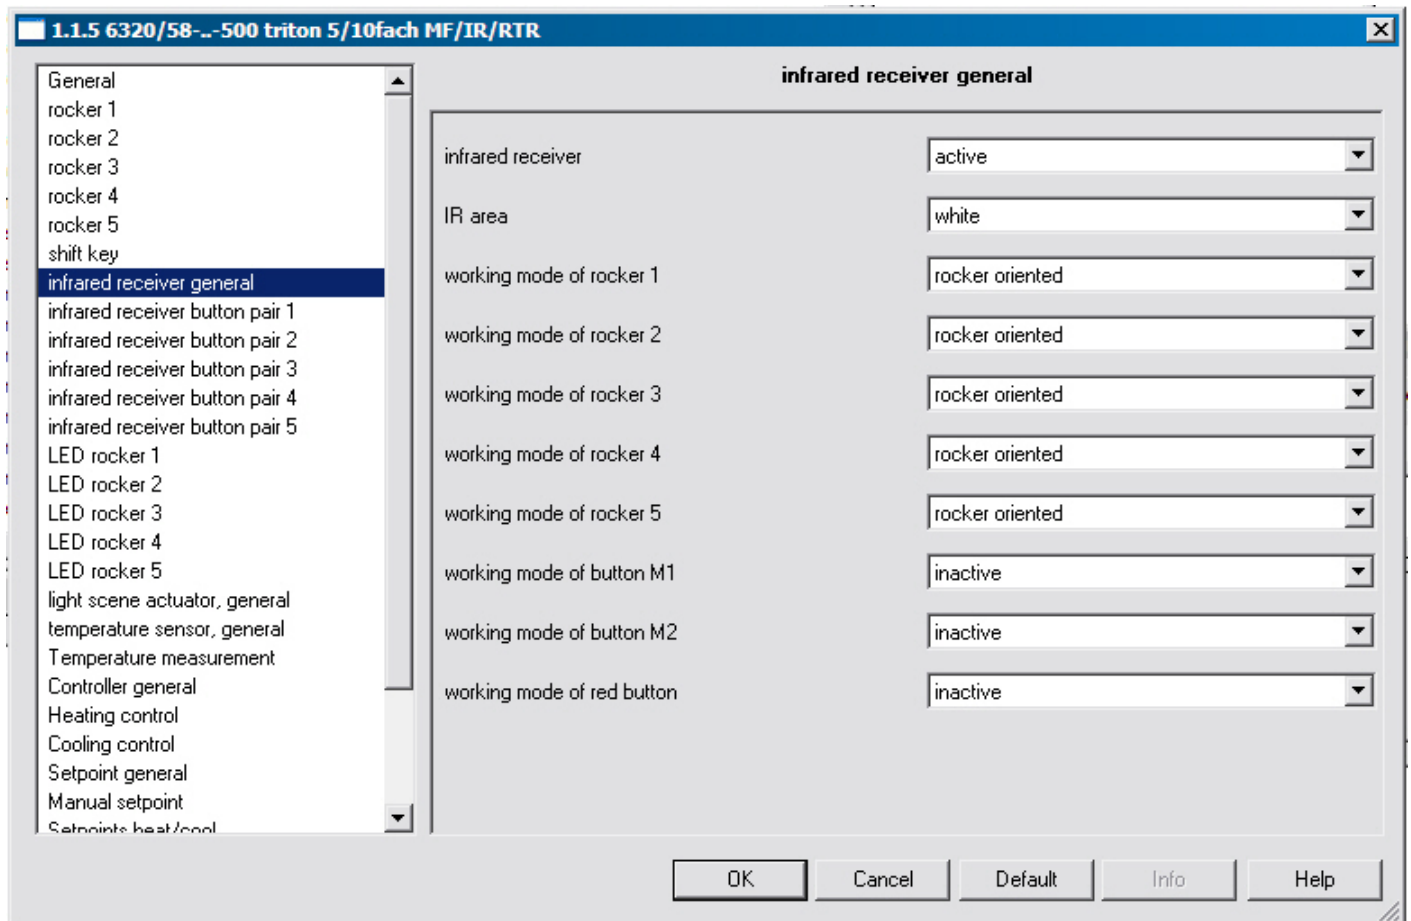 1.1.5 6320/58-..-500 triton 5/10fach MF/IR/RTR
General
rocker 1
rocker 2
rocker 3
rocker 4
rocker 5
shift key
infrared receiver general
infrared receiver button pair 1
infrared receiver button pair 2
infrared receiver button pair 3
infrared receiver button pair 4
infrared receiver button pair 5
LED rocker 1
LED rocker 2
LED rocker 3
LED rocker 4
LED rocker 5
light scene actuator, general
temperature sensor, general
Temperature measurement
Controller general
Heating control
Cooling control
Setpoint general
Manual setpoint
Setpoints heat/cool
infrared receiver general
infrared receiver active
IR area white
working mode of rocker 1 rocker oriented
working mode of rocker 2 rocker oriented
working mode of rocker 3 rocker oriented
working mode of rocker 4 rocker oriented
working mode of rocker 5 rocker oriented
working mode of button M1 inactive
working mode of button M2 inactive
working mode of red button inactive
OK Cancel Default Info Help